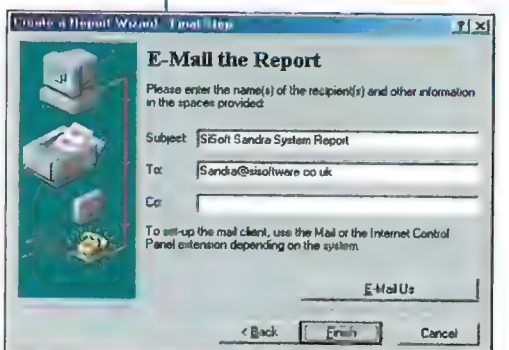 Create a Report Wizard - Final Step
E-Mail the Report
Please enter the name(s) of the recipient(s) and other information
in the spaces provided:
Subject: SiSoft Sandra System Report
To: Sandra@sisoftware.co.uk
Cc:
To set-up the mail client, use the Mail or the Internet Control
Panel extension depending on the system.
E-Mail Us
< Back Finish Cancel